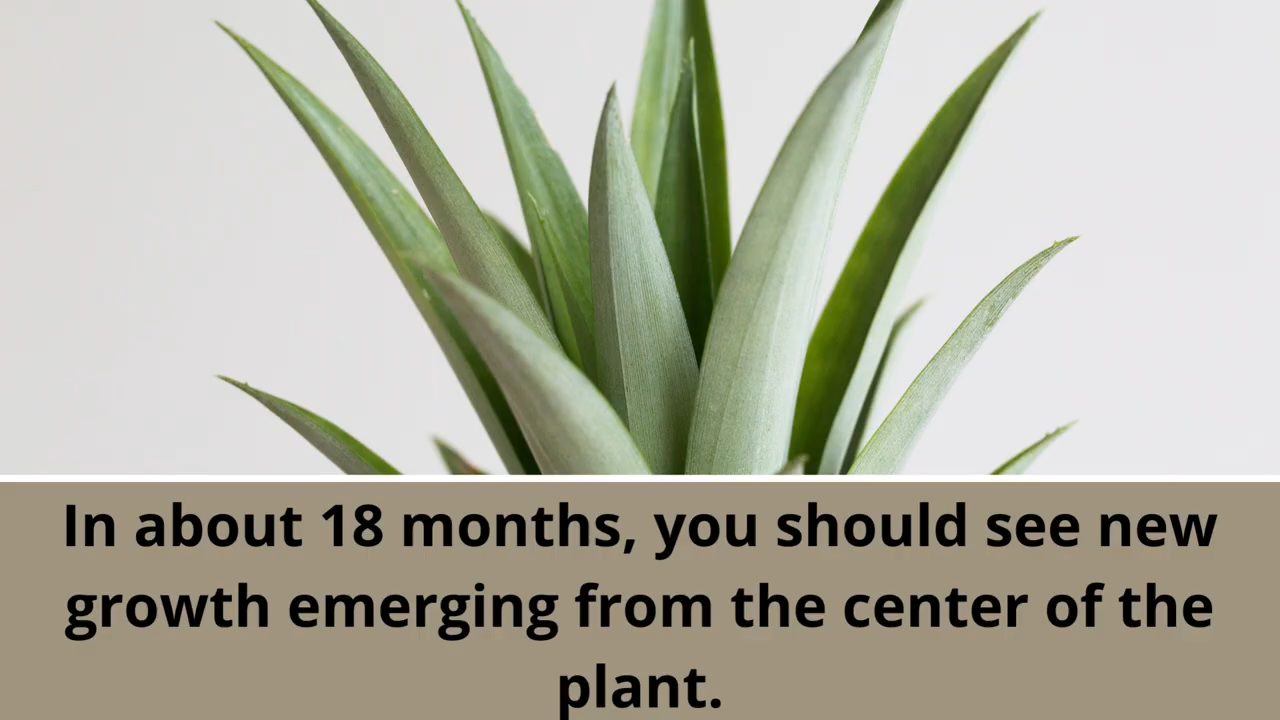 In about 18 months, you should see new
growth emerging from the center of the
plant.